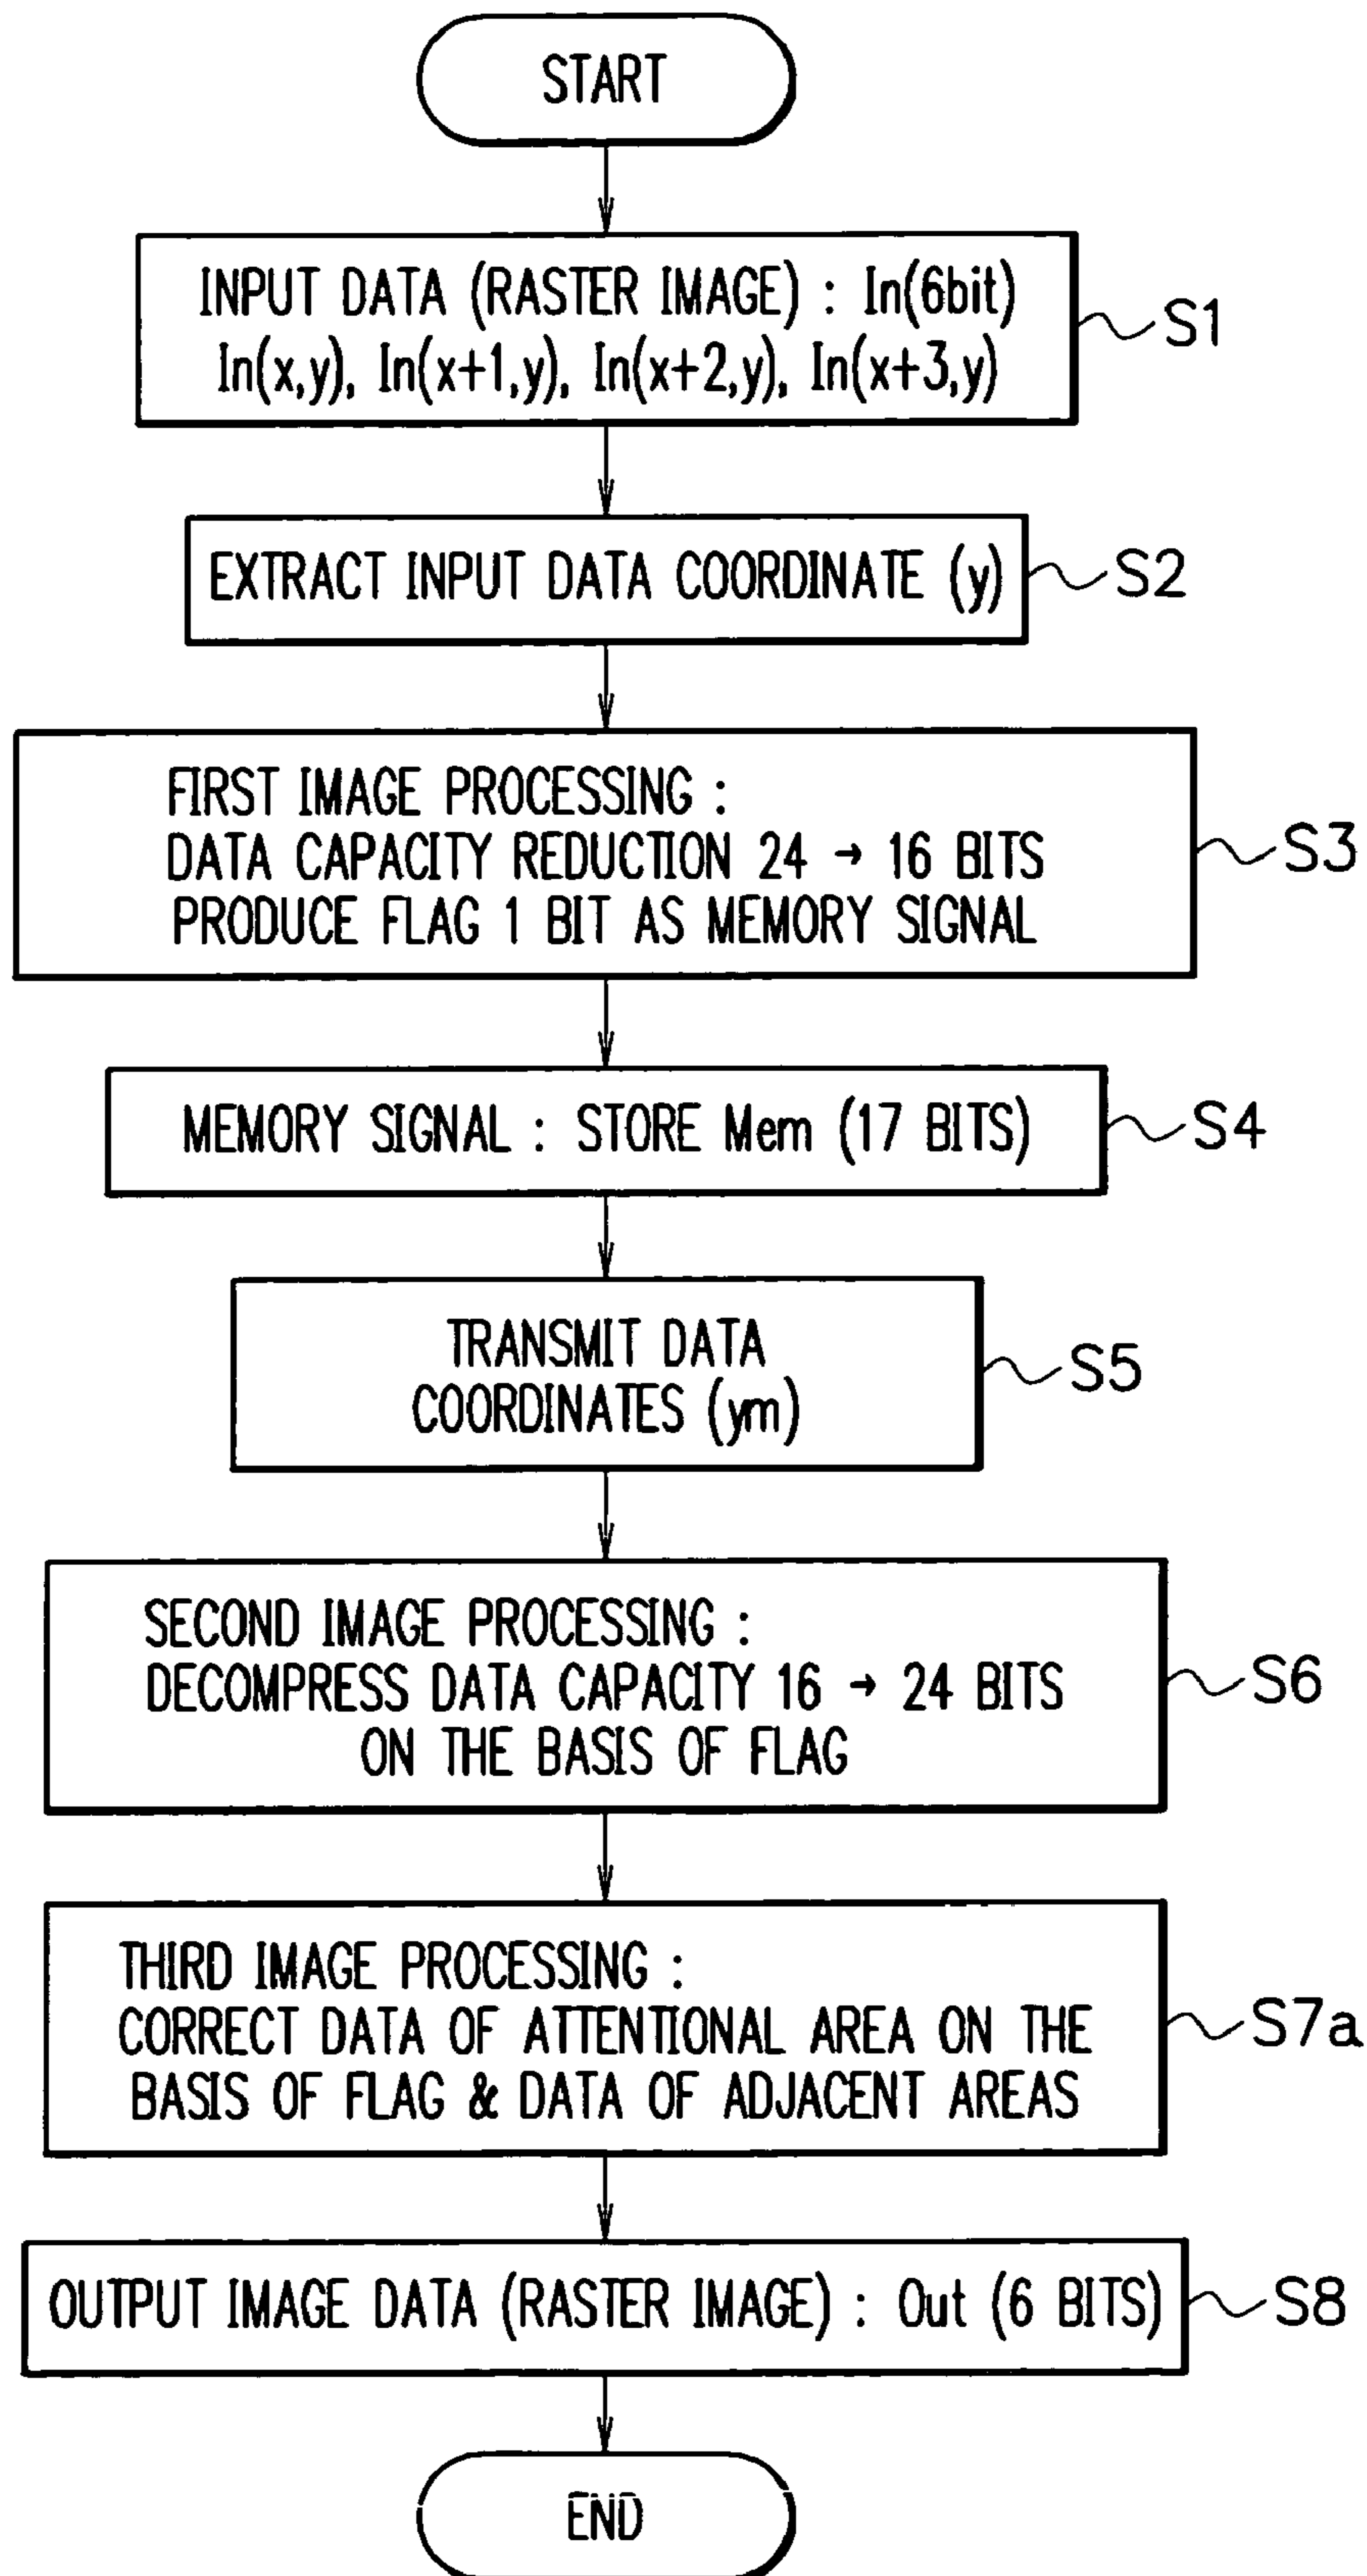 START
INPUT DATA (RASTER IMAGE) : In(6bit)
In(x,y), In(x+1,y), In(x+2,y), In(x+3,y)
S1
EXTRACT INPUT DATA COORDINATE (y)
S2
FIRST IMAGE PROCESSING :
DATA CAPACITY REDUCTION 24 → 16 BITS
PRODUCE FLAG 1 BIT AS MEMORY SIGNAL
S3
MEMORY SIGNAL : STORE Mem (17 BITS)
S4
TRANSMIT DATA
COORDINATES (ym)
S5
SECOND IMAGE PROCESSING :
DECOMPRESS DATA CAPACITY 16 → 24 BITS
ON THE BASIS OF FLAG
S6
THIRD IMAGE PROCESSING :
CORRECT DATA OF ATTENTIONAL AREA ON THE
BASIS OF FLAG & DATA OF ADJACENT AREAS
S7a
OUTPUT IMAGE DATA (RASTER IMAGE) : Out (6 BITS)
S8
END